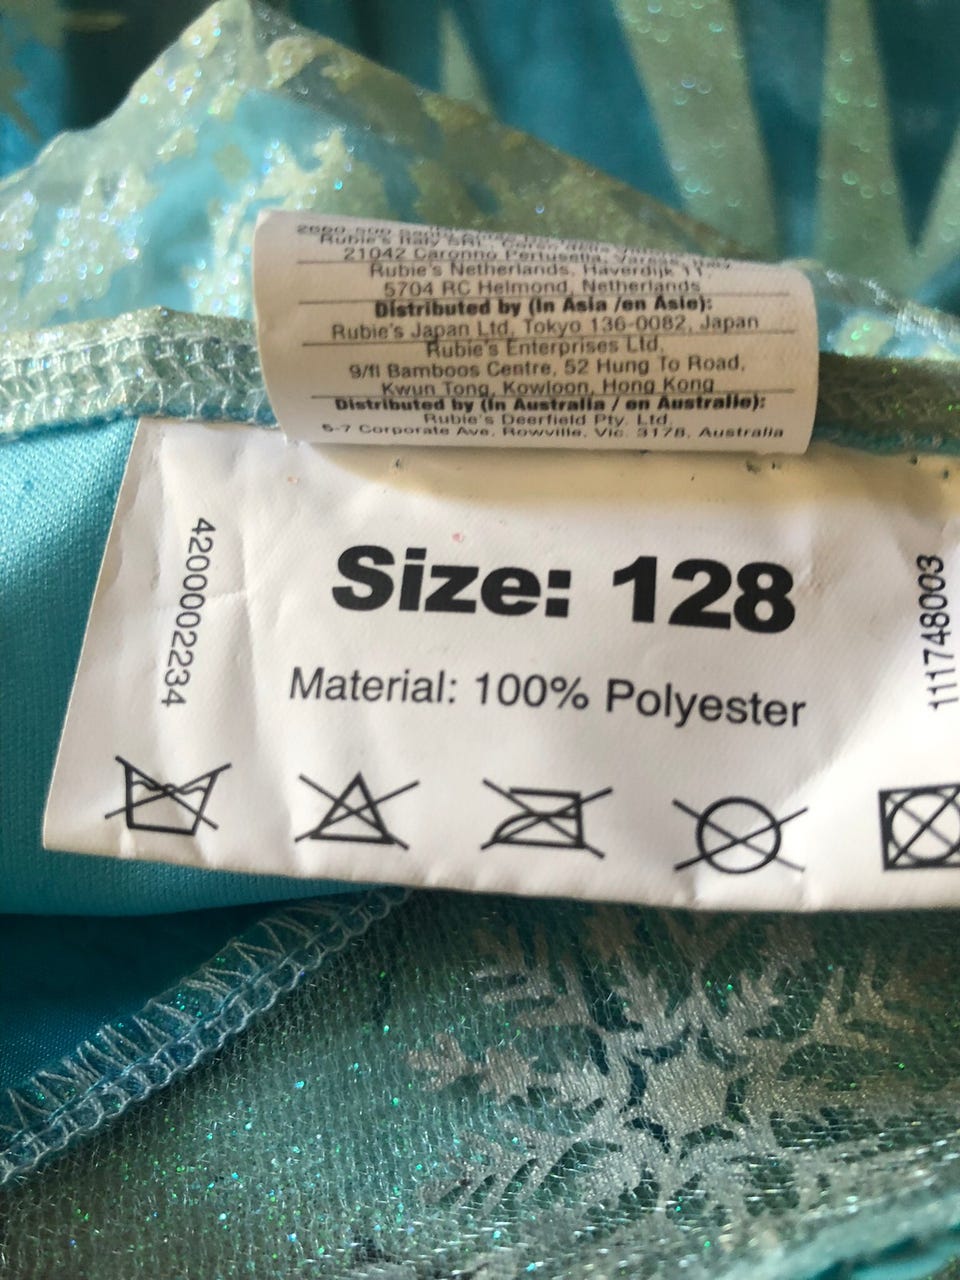 Rubie's Italy SRL
21042 Caronno Pertusella, Varese, Italy
Rubie's Netherlands, Haverdijk 11
5704 RC Helmond, Netherlands
Distributed by (in Asia /en Asie):
Rubie's Japan Ltd, Tokyo 136-0082, Japan
Rubie's Enterprises Ltd.
9/fl Bamboos Centre, 52 Hung To Road,
Kwun Tong, Kowloon, Hong Kong
Distributed by (in Australia / en Australie):
Rubie's Deerfield Pty. Ltd.
5-7 Corporate Ave, Rowville, Vic. 3178, Australia
4200002234
Size: 128
Material: 100% Polyester
111748003